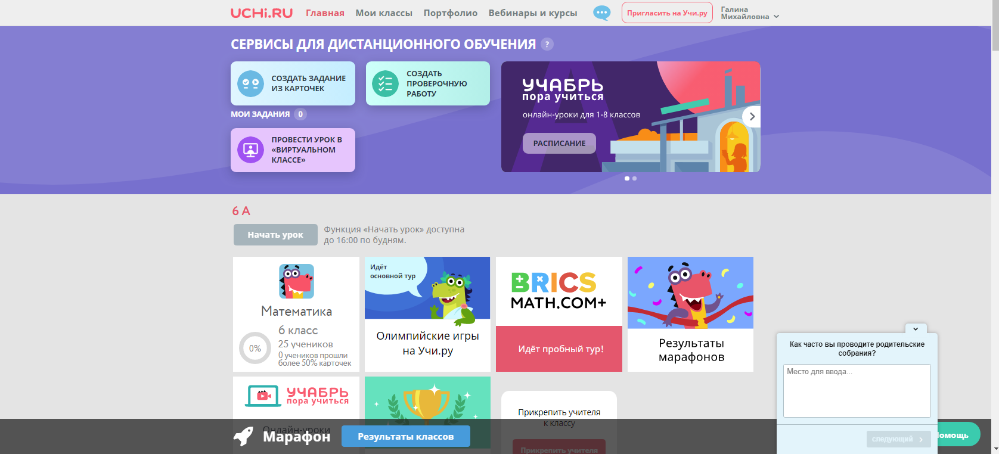 UCHi.RU Главная Мои классы Портфолио Вебинары и курсы Пригласить на Учи.ру Галина
Михайловна
СЕРВИСЫ ДЛЯ ДИСТАНЦИОННОГО ОБУЧЕНИЯ ?
СОЗДАТЬ ЗАДАНИЕ
ИЗ КАРТОЧЕК
СОЗДАТЬ
ПРОВЕРОЧНУЮ
РАБОТУ
МОИ ЗАДАНИЯ 0
ПРОВЕСТИ УРОК В
«ВИРТУАЛЬНОМ
КЛАССЕ»
УЧАБРЬ
пора учиться
онлайн-уроки для 1-8 классов
РАСПИСАНИЕ
6 А
Начать урок
Функция «Начать урок» доступна
до 16:00 по будням.
Математика
6 класс
0%
25 учеников
0 учеников прошли
более 50% карточек
Идёт
основной тур
Олимпийские игры
на Учи.ру
BRICS
MATH.COM+
Идёт пробный тур!
Результаты
марафонов
УЧАБРЬ
пора учиться
Онлайн-уроки
Прикрепить учителя
к классу
Прикрепить учителя
Марафон
Результаты классов
Как часто вы проводите родительские
собрания?
Место для ввода...
следующий
Помощь